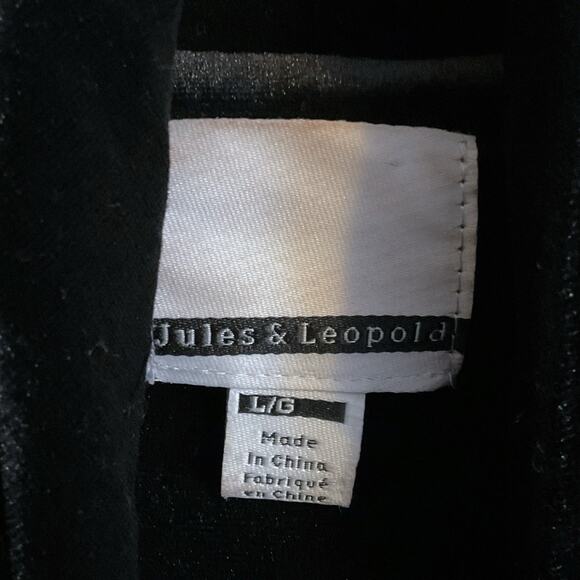 Jules & Leopold
L/G
Made
In China
Fabriqué
en Chine